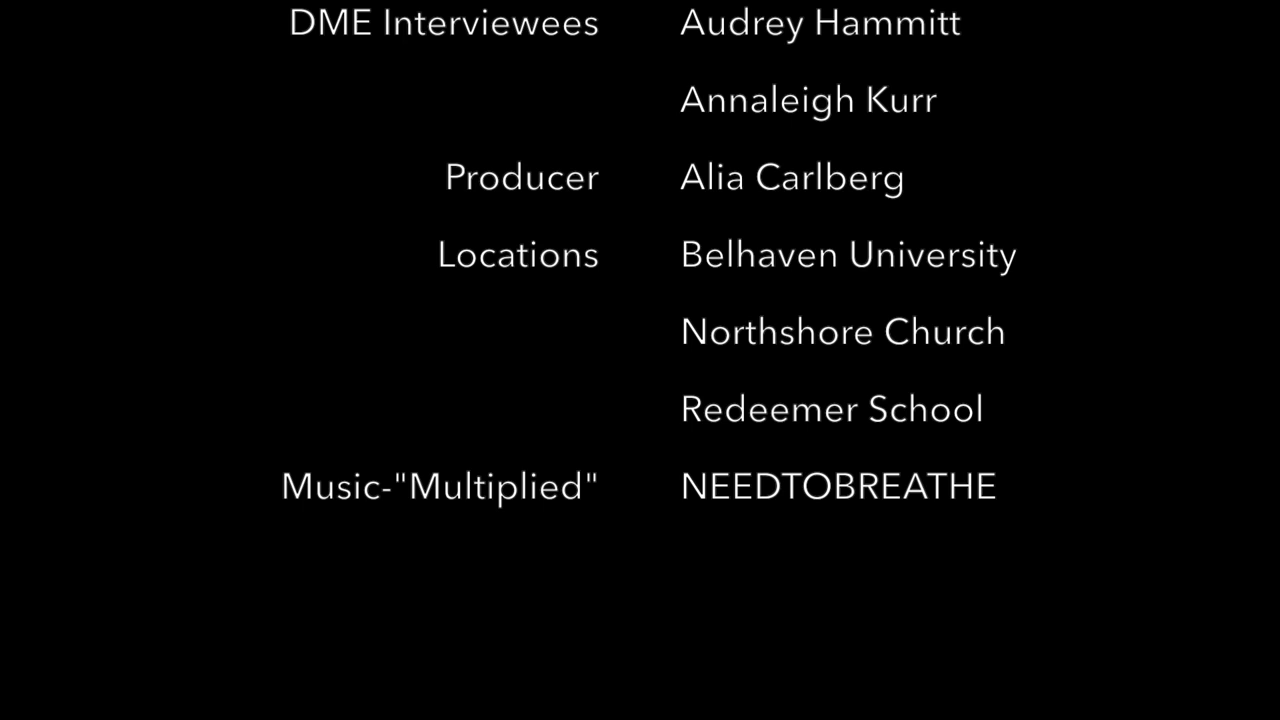 DME Interviewees Audrey Hammitt
Annaleigh Kurr
Producer Alia Carlberg
Locations Belhaven University
Northshore Church
Redeemer School
Music-"Multiplied" NEEDTOBREATHE